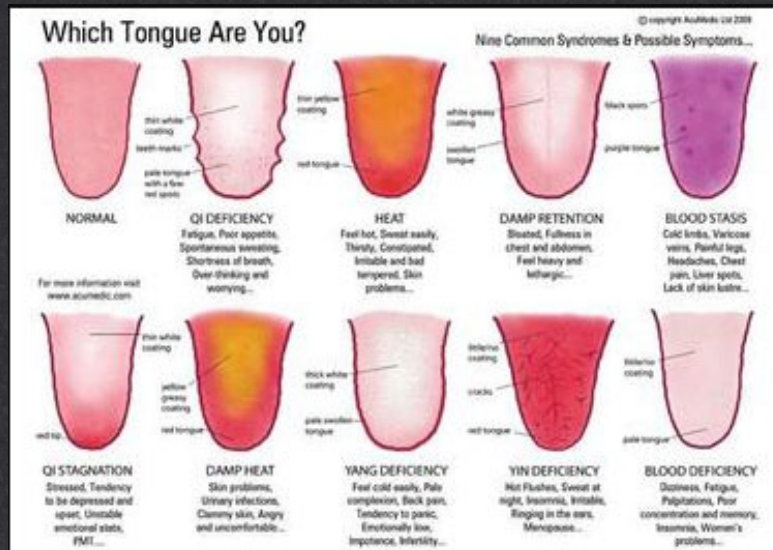 © copyright AcuMedic Ltd 2009
Which Tongue Are You?
Nine Common Syndromes & Possible Symptoms...
NORMAL
thin white
coating
teeth marks
pale tongue
with a few
red spots
QI DEFICIENCY
Fatigue, Poor appetite,
Spontaneous sweating,
Shortness of breath,
Over-thinking and
worrying...
thin yellow
coating
red tongue
HEAT
Feel hot, Sweat easily,
Thirsty, Constipated,
Irritable and bad
tempered, Skin
problems...
white greasy
coating
swollen
tongue
DAMP RETENTION
Bloated, Fullness in
chest and abdomen,
Feel heavy and
lethargic...
black spots
purple tongue
BLOOD STASIS
Cold limbs, Varicose
veins, Painful legs,
Headaches, Chest
pain, Liver spots,
Lack of skin lustre...
For more information visit
www.acumedic.com
thin white
coating
red tip
QI STAGNATION
Stressed, Tendency
to be depressed and
upset, Unstable
emotional state,
PMT...
yellow
greasy
coating
red tongue
DAMP HEAT
Skin problems,
Urinary infections,
Clammy skin, Angry
and uncomfortable...
thick white
coating
pale swollen
tongue
YANG DEFICIENCY
Feel cold easily, Pale
complexion, Back pain,
Tendency to panic,
Emotionally low,
Impotence, Infertility...
little/no
coating
cracks
red tongue
YIN DEFICIENCY
Hot Flushes, Sweat at
night, Insomnia, Irritable,
Ringing in the ears,
Menopause...
little/no
coating
pale tongue
BLOOD DEFICIENCY
Dizziness, Fatigue,
Palpitations, Poor
concentration and memory,
Insomnia, Women's
problems...